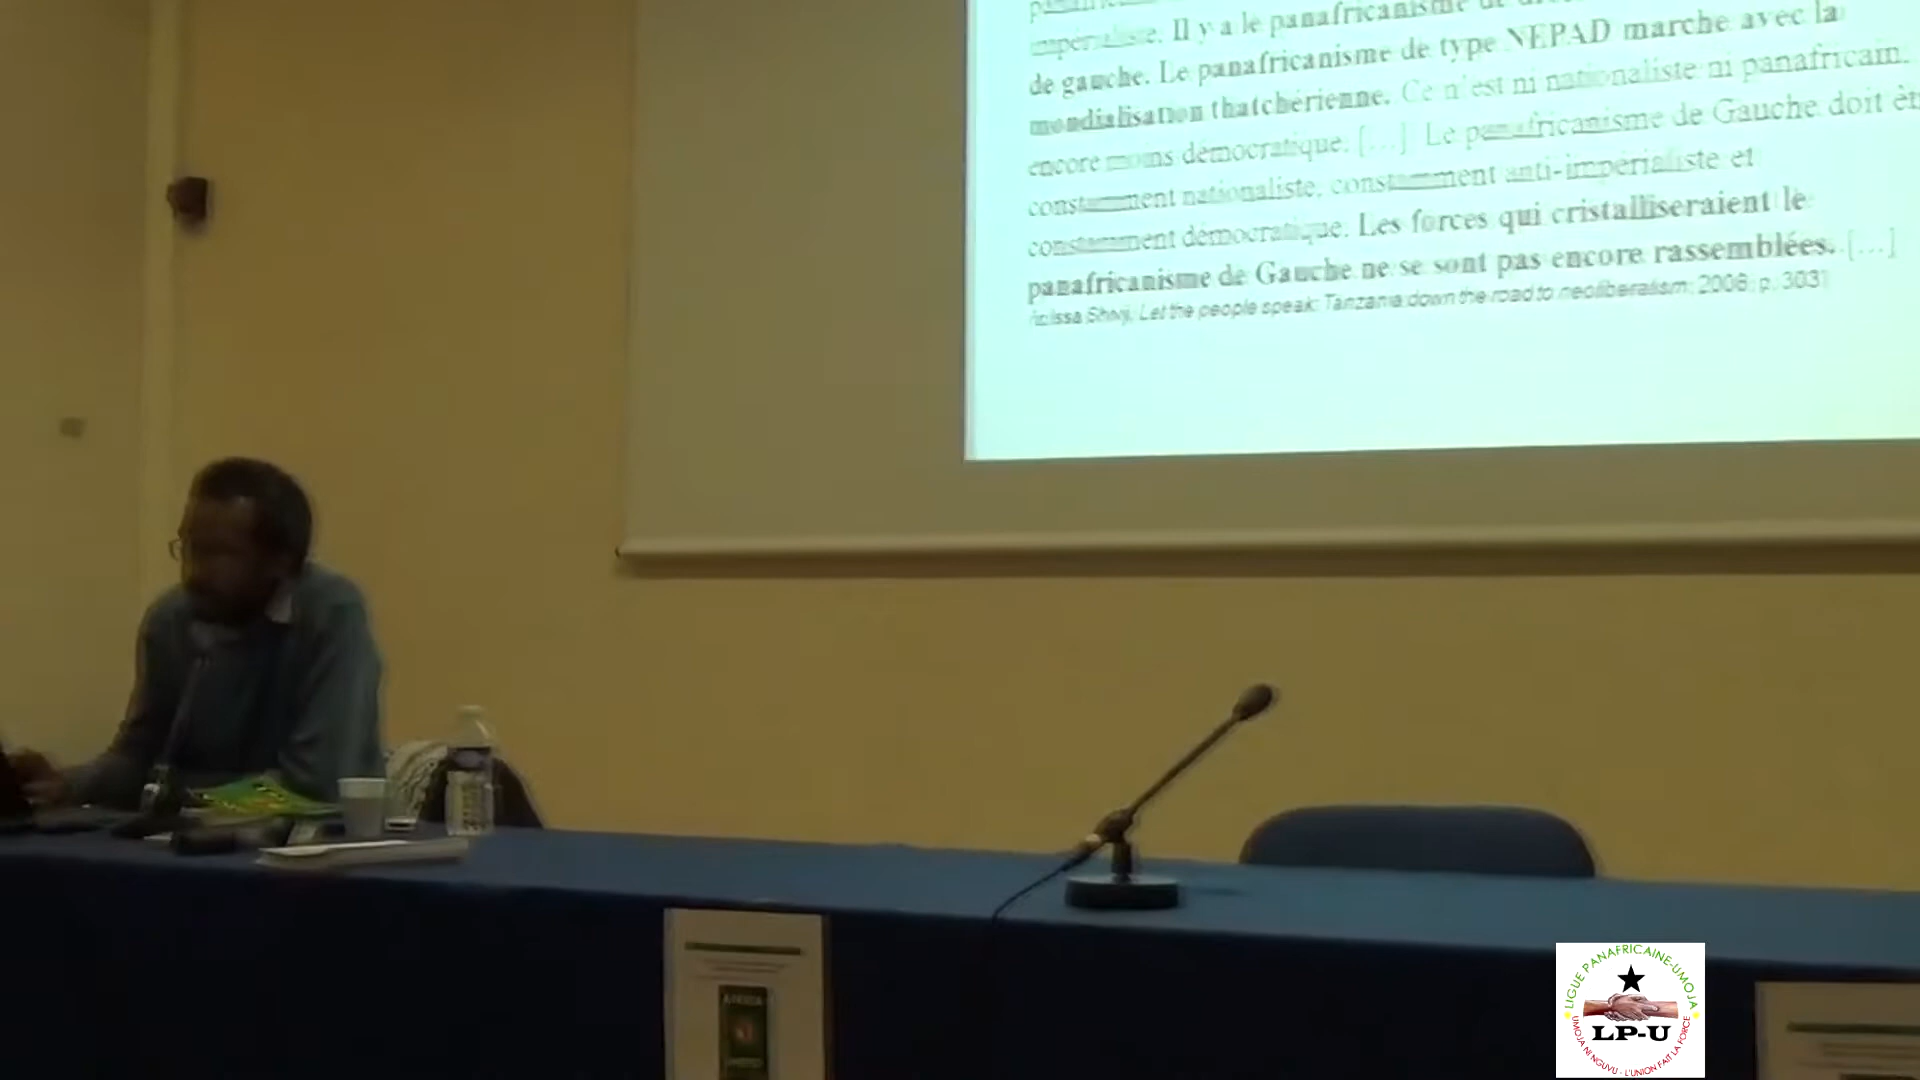 impérialiste. Il y a le panafricanisme de
de gauche. Le panafricanisme de type NEPAD marche avec la
mondialisation thatchérienne. Ce n'est ni nationaliste ni panafricain.
encore moins démocratique. [...] Le panafricanisme de Gauche doit êt
constamment nationaliste, constamment anti-impérialiste et
constamment démocratique. Les forces qui cristalliseraient le
panafricanisme de Gauche ne se sont pas encore rassemblées. [...]
Issa Shivji, Let the people speak: Tanzania down the road to neoliberalism, 2006, p. 303]
LIGUE PANAFRICAINE-UMOJA
LP-U
UMOJA NI NGUVU - L'UNION FAIT LA FORCE